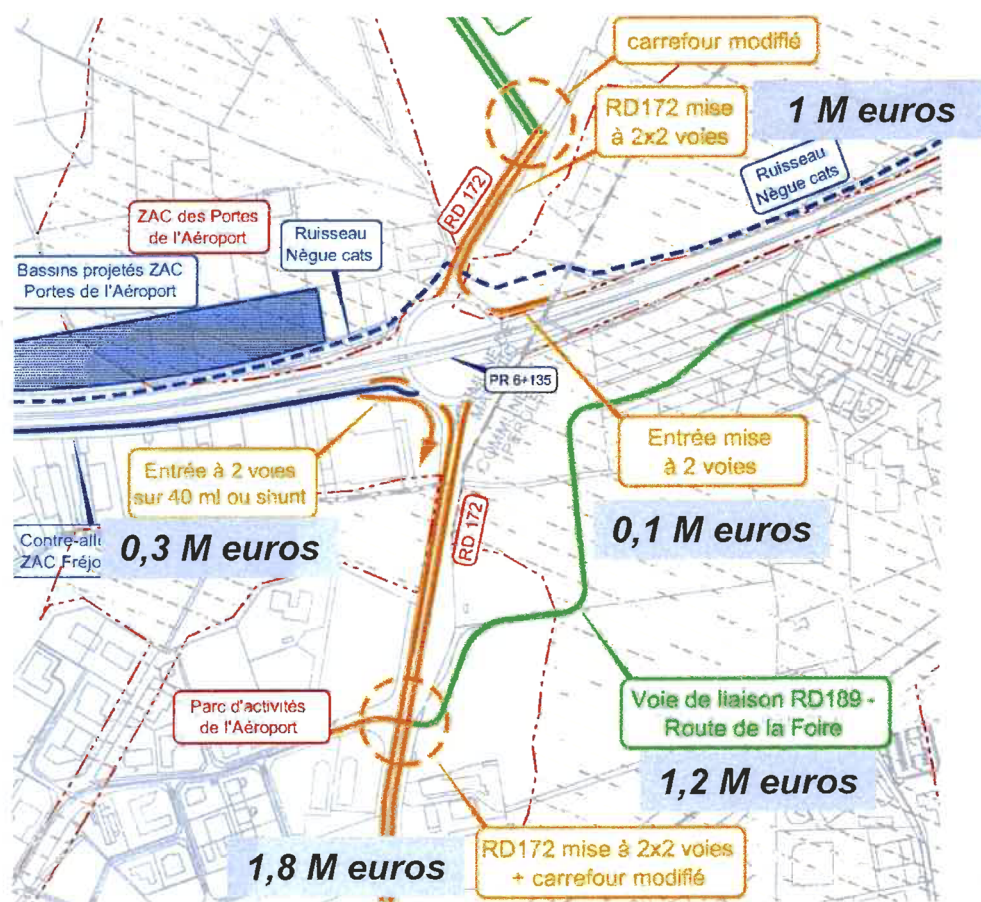 carrefour modifié
RD172 mise
à 2x2 voies
1 M euros
RD 172
Ruisseau
Nègue cats
ZAC des Portes
de l'Aéroport
Ruisseau
Nègue cats
Bassins projetés ZAC
Portes de l'Aéroport
PR 6+135
Entrée à 2 voies
sur 40 ml ou shunt
Entrée mise
à 2 voies
0,3 M euros
0,1 M euros
Contre-allé
ZAC Fréjo
RD 172
Parc d'activités
de l'Aéroport
Voie de liaison RD189 -
Route de la Foire
1,2 M euros
RD172 mise à 2x2 voies
+ carrefour modifié
1,8 M euros